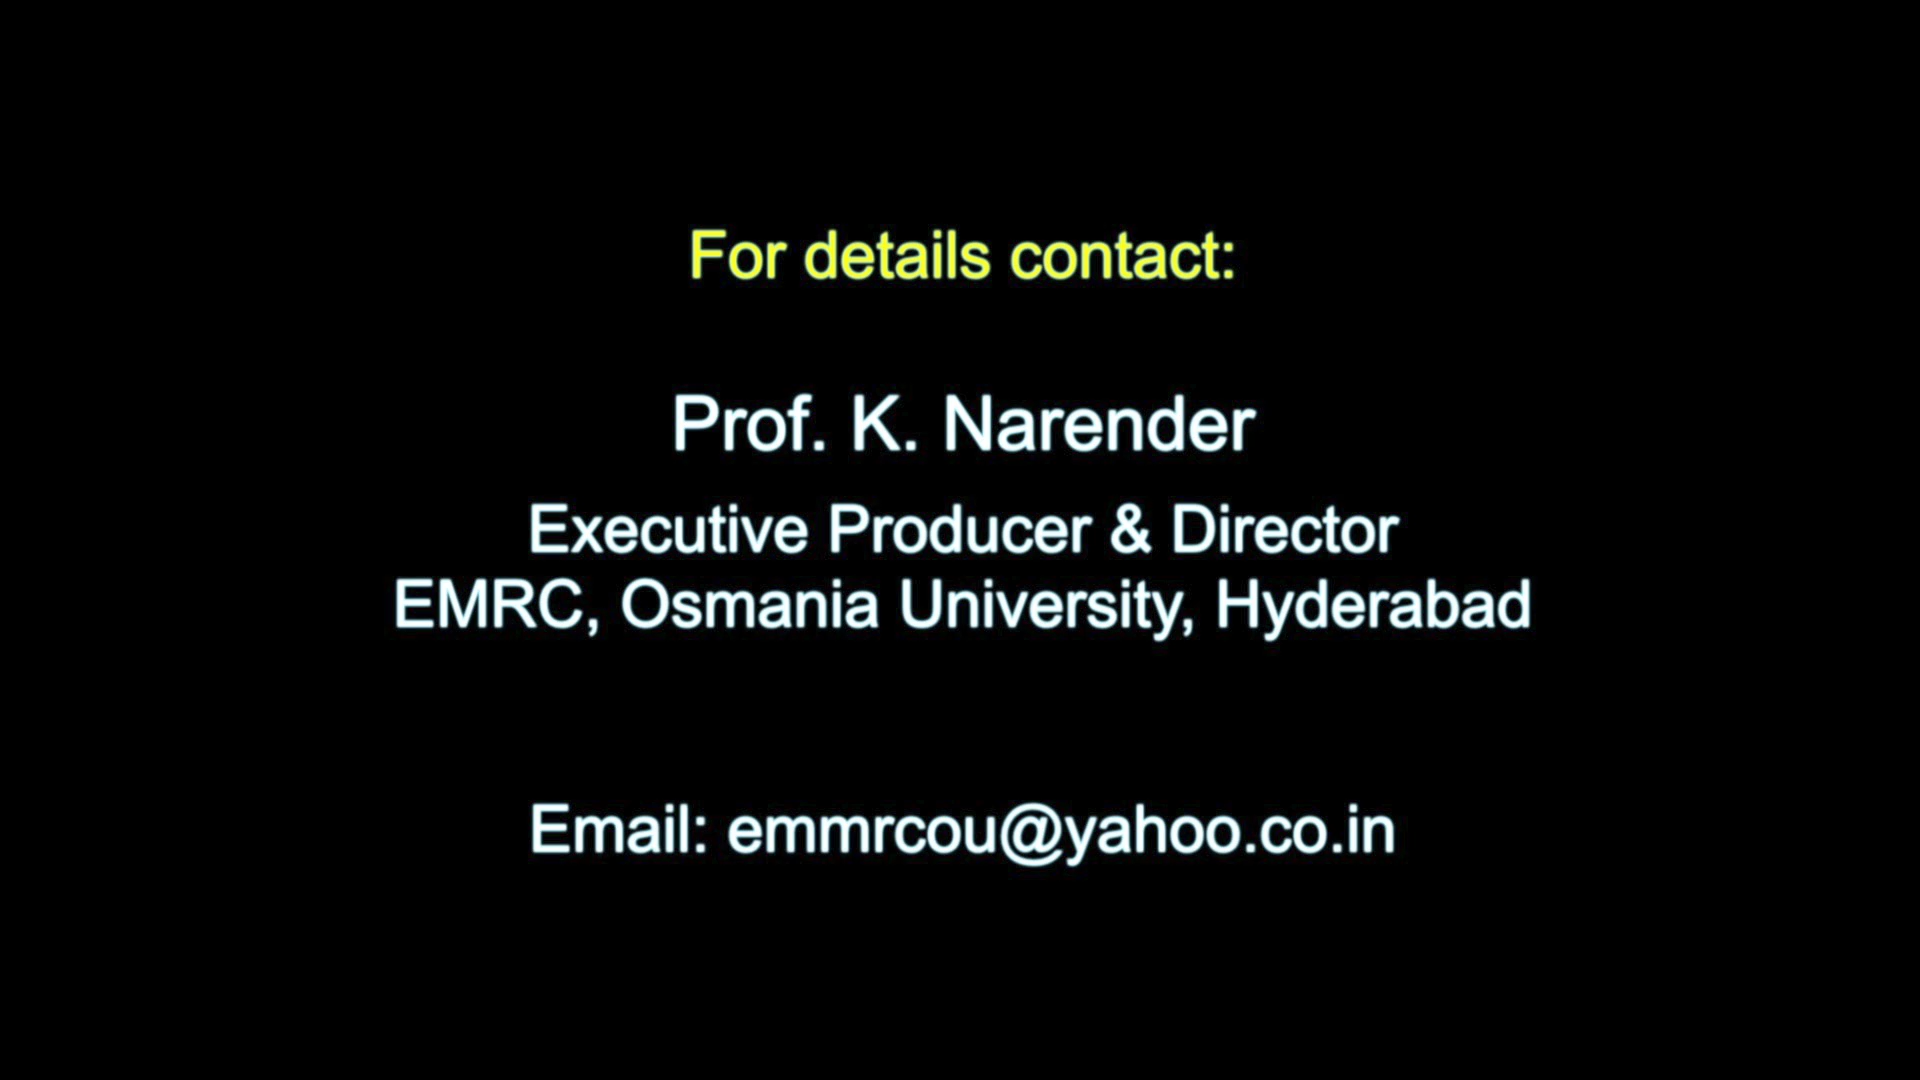 For details contact:
Prof. K. Narender
Executive Producer & Director
EMRC, Osmania University, Hyderabad
Email: emmrcou@yahoo.co.in